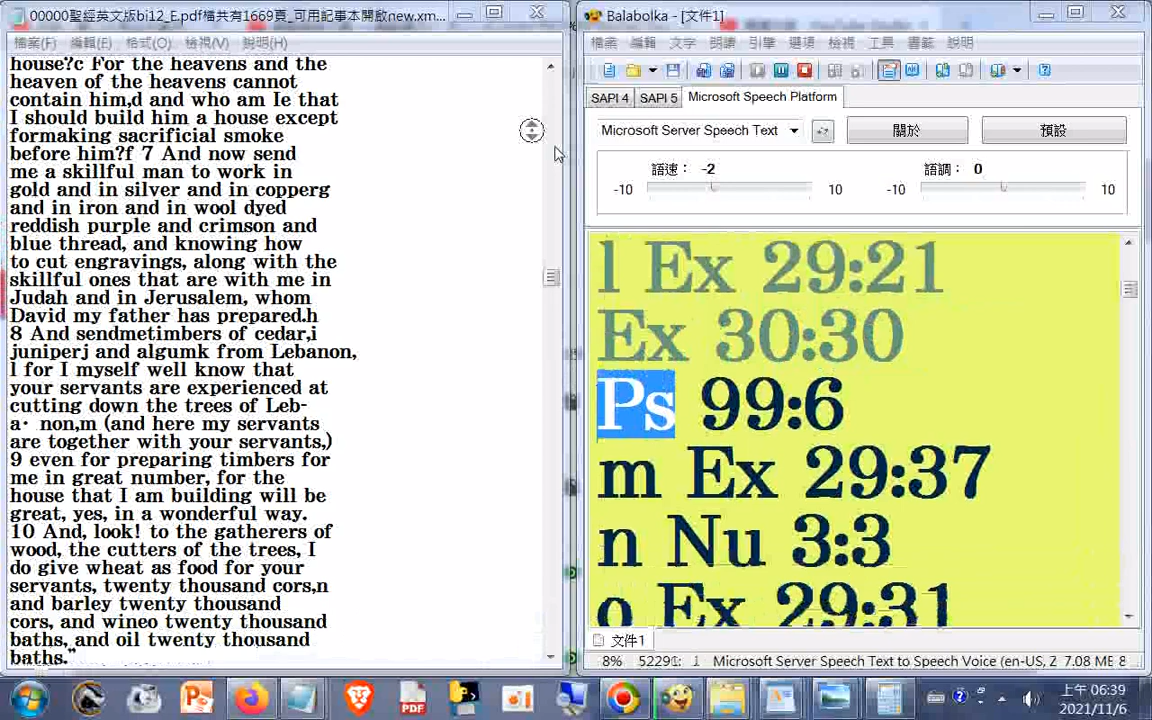 00000聖經英文版bi12_E.pdf檔共有1669頁_可用記事本開啟new.xm...
檔案(F) 編輯(E) 格式(O) 檢視(V) 說明(H)
house?c For the heavens and the
heaven of the heavens cannot
contain him,d and who am Ie that
I should build him a house except
formaking sacrificial smoke
before him?f 7 And now send
me a skillful man to work in
gold and in silver and in copperg
and in iron and in wool dyed
reddish purple and crimson and
blue thread, and knowing how
to cut engravings, along with the
skillful ones that are with me in
Judah and in Jerusalem, whom
David my father has prepared.h
8 And sendmetimbers of cedar,i
juniperj and algumk from Lebanon,
l for I myself well know that
your servants are experienced at
cutting down the trees of Leb-
a· non,m (and here my servants
are together with your servants,)
9 even for preparing timbers for
me in great number, for the
house that I am building will be
great, yes, in a wonderful way.
10 And, look! to the gatherers of
wood, the cutters of the trees, I
do give wheat as food for your
servants, twenty thousand cors,n
and barley twenty thousand
cors, and wineo twenty thousand
baths, and oil twenty thousand
baths.”
Balabolka - [文件1]
檔案 編輯 文字 朗讀 引擎 選項 檢視 工具 書籤 說明
SAPI 4 SAPI 5 Microsoft Speech Platform
Microsoft Server Speech Text 關於 預設
語速： -2 語調： 0
-10 10 -10 10
l Ex 29:21
Ex 30:30
Ps 99:6
m Ex 29:37
n Nu 3:3
o Ex 29:31
文件1
8% 52291: 1 Microsoft Server Speech Text to Speech Voice (en-US, Z 7.08 MB 8
Ps PDF
上午 06:39
2021/11/6